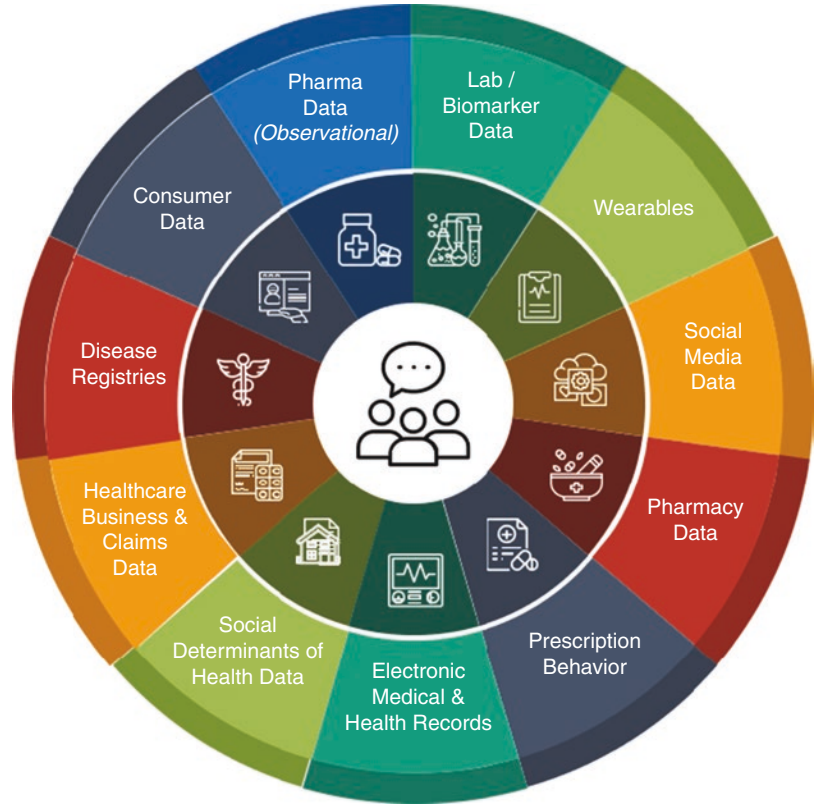 Pharma
Data
(Observational)
Lab /
Biomarker
Data
Wearables
Social
Media
Data
Pharmacy
Data
Prescription
Behavior
Electronic
Medical &
Health Records
Social
Determinants of
Health Data
Healthcare
Business &
Claims
Data
Disease
Registries
Consumer
Data